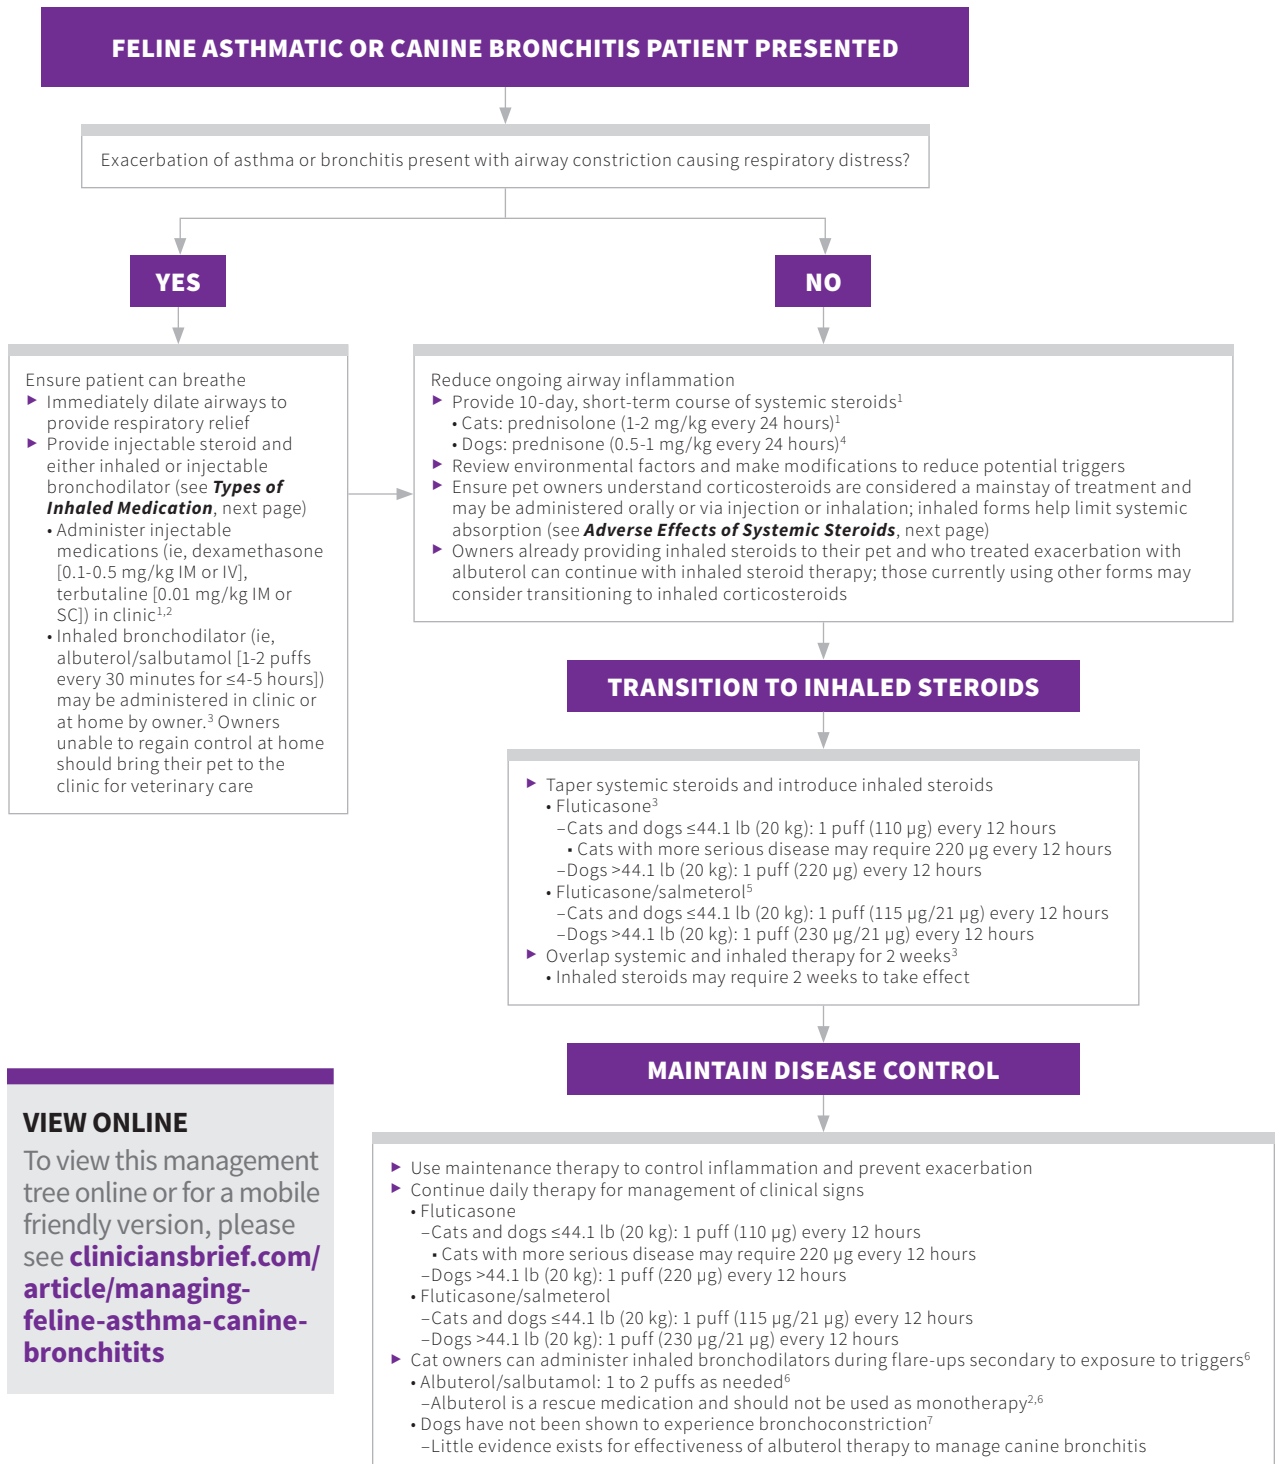 FELINE ASTHMATIC OR CANINE BRONCHITIS PATIENT PRESENTED
Exacerbation of asthma or bronchitis present with airway constriction causing respiratory distress?
YES
NO
Ensure patient can breathe
► Immediately dilate airways to
provide respiratory relief
► Provide injectable steroid and
either inhaled or injectable
bronchodilator (see Types of
Inhaled Medication, next page)
• Administer injectable
medications (ie, dexamethasone
[0.1-0.5 mg/kg IM or IV],
terbutaline [0.01 mg/kg IM or
SC]) in clinic1,2
• Inhaled bronchodilator (ie,
albuterol/salbutamol [1-2 puffs
every 30 minutes for ≤4-5 hours])
may be administered in clinic or
at home by owner.3 Owners
unable to regain control at home
should bring their pet to the
clinic for veterinary care
Reduce ongoing airway inflammation
► Provide 10-day, short-term course of systemic steroids1
• Cats: prednisolone (1-2 mg/kg every 24 hours)1
• Dogs: prednisone (0.5-1 mg/kg every 24 hours)4
► Review environmental factors and make modifications to reduce potential triggers
► Ensure pet owners understand corticosteroids are considered a mainstay of treatment and
may be administered orally or via injection or inhalation; inhaled forms help limit systemic
absorption (see Adverse Effects of Systemic Steroids, next page)
► Owners already providing inhaled steroids to their pet and who treated exacerbation with
albuterol can continue with inhaled steroid therapy; those currently using other forms may
consider transitioning to inhaled corticosteroids
TRANSITION TO INHALED STEROIDS
► Taper systemic steroids and introduce inhaled steroids
• Fluticasone3
–Cats and dogs ≤44.1 lb (20 kg): 1 puff (110 µg) every 12 hours
▪ Cats with more serious disease may require 220 µg every 12 hours
–Dogs >44.1 lb (20 kg): 1 puff (220 µg) every 12 hours
• Fluticasone/salmeterol5
–Cats and dogs ≤44.1 lb (20 kg): 1 puff (115 µg/21 µg) every 12 hours
–Dogs >44.1 lb (20 kg): 1 puff (230 µg/21 µg) every 12 hours
► Overlap systemic and inhaled therapy for 2 weeks3
• Inhaled steroids may require 2 weeks to take effect
MAINTAIN DISEASE CONTROL
► Use maintenance therapy to control inflammation and prevent exacerbation
► Continue daily therapy for management of clinical signs
• Fluticasone
–Cats and dogs ≤44.1 lb (20 kg): 1 puff (110 µg) every 12 hours
▪ Cats with more serious disease may require 220 µg every 12 hours
–Dogs >44.1 lb (20 kg): 1 puff (220 µg) every 12 hours
• Fluticasone/salmeterol
–Cats and dogs ≤44.1 lb (20 kg): 1 puff (115 µg/21 µg) every 12 hours
–Dogs >44.1 lb (20 kg): 1 puff (230 µg/21 µg) every 12 hours
► Cat owners can administer inhaled bronchodilators during flare-ups secondary to exposure to triggers6
• Albuterol/salbutamol: 1 to 2 puffs as needed6
–Albuterol is a rescue medication and should not be used as monotherapy2,6
• Dogs have not been shown to experience bronchoconstriction7
–Little evidence exists for effectiveness of albuterol therapy to manage canine bronchitis
VIEW ONLINE
To view this management
tree online or for a mobile
friendly version, please
see cliniciansbrief.com/
article/managing-
feline-asthma-canine-
bronchitits